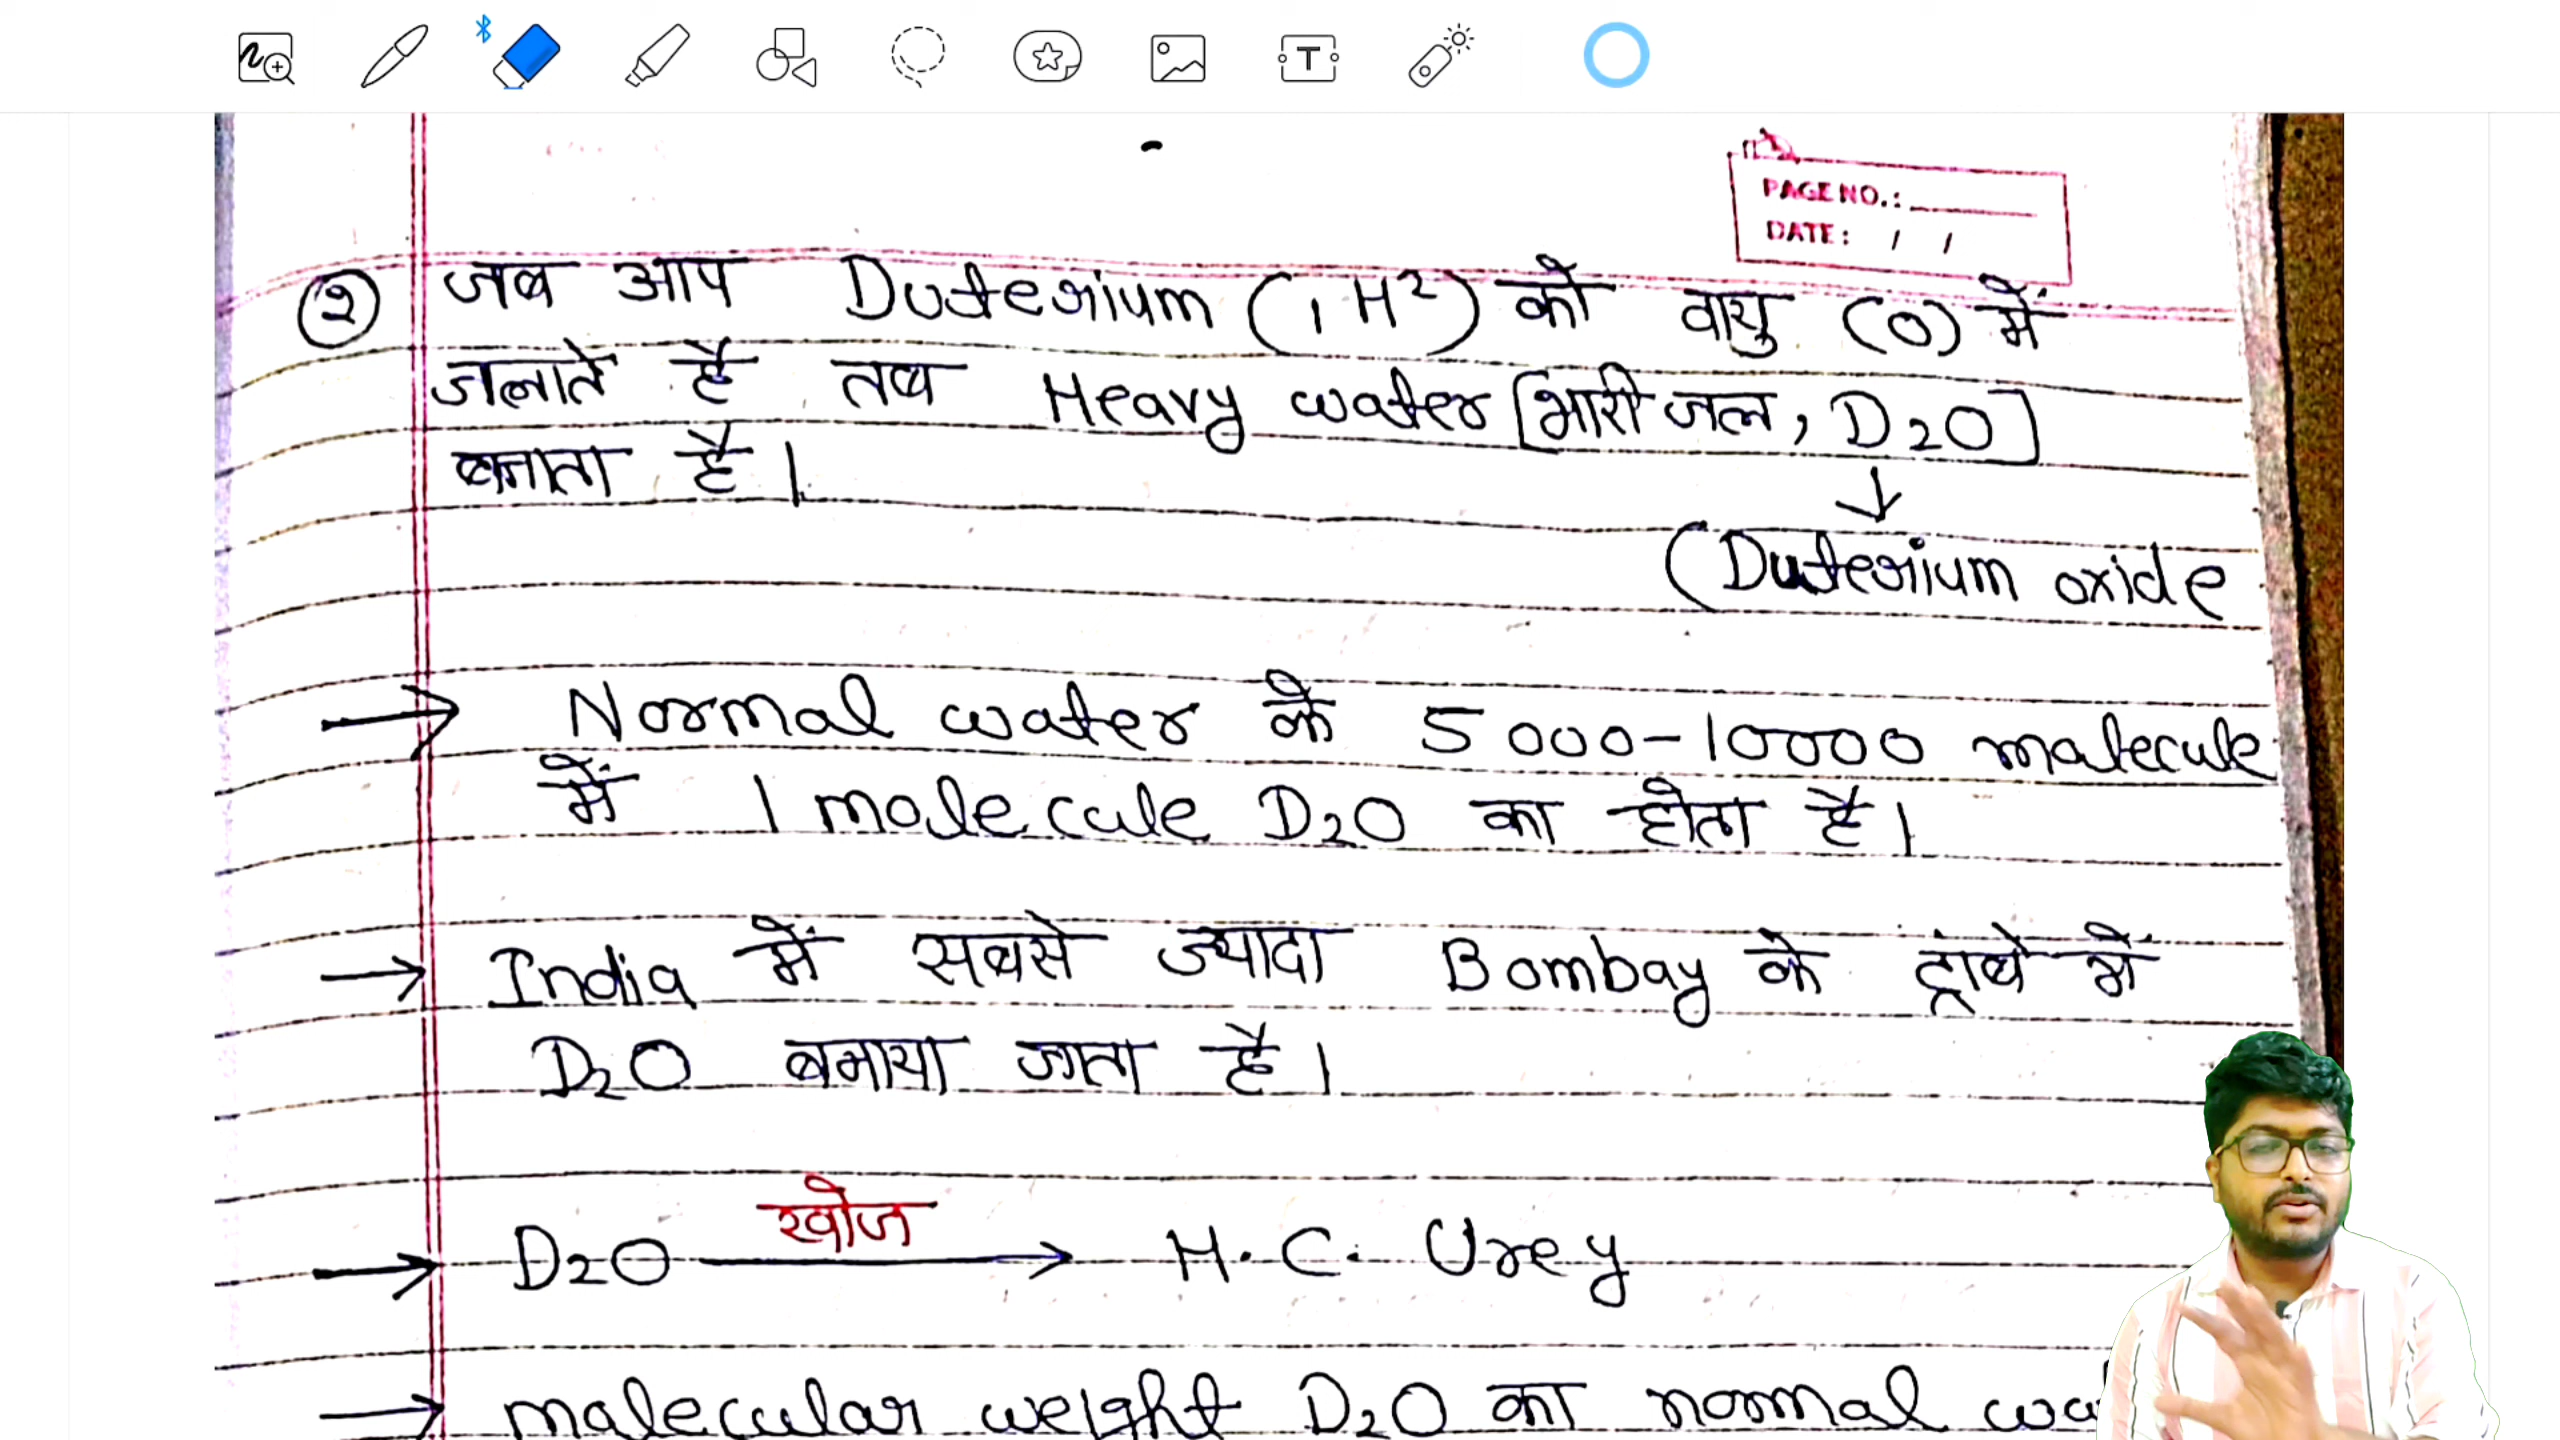 PAGE NO.:
DATE: / /
② जब आप Duterium (₁H²) को वायु (O) में
जलाते है तब Heavy water [भारी जल, D₂O]
बनाता है।
↓
(Duterium oxide
→ Normal water के 5000-10000 malecule
में 1 molecule D₂O का होता है।
→ India में सबसे ज्यादा Bombay के ट्रांबे में
D₂O बनाया जाता है।
खोज
→ D₂O → H. C. Urey
→ malecular weight D₂O का normal wa